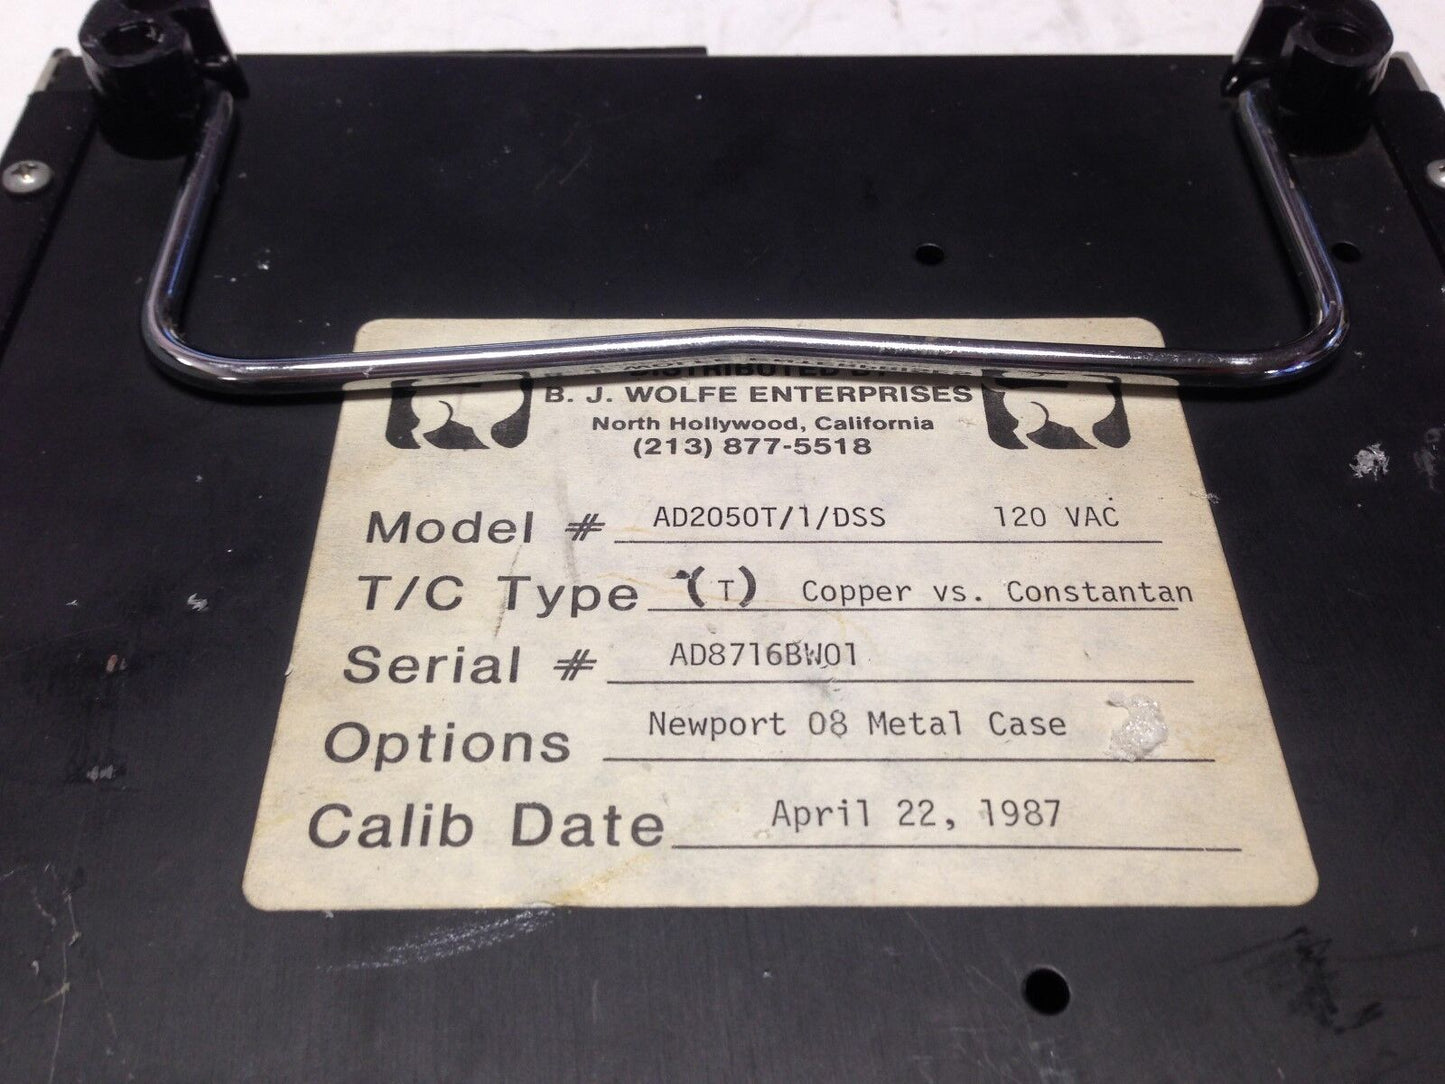 DISTRIBUTED
B. J. WOLFE ENTERPRISES
North Hollywood, California
(213) 877-5518
Model # AD2050T/1/DSS 120 VAC
T/C Type (T) Copper vs. Constantan
Serial # AD8716BW01
Options Newport 08 Metal Case
Calib Date April 22, 1987